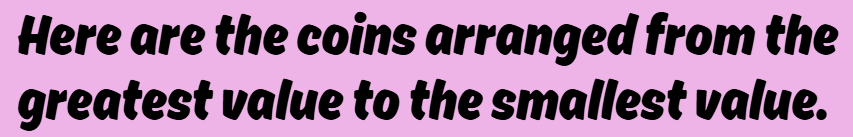 Here are the coins arranged from the
greatest value to the smallest value.